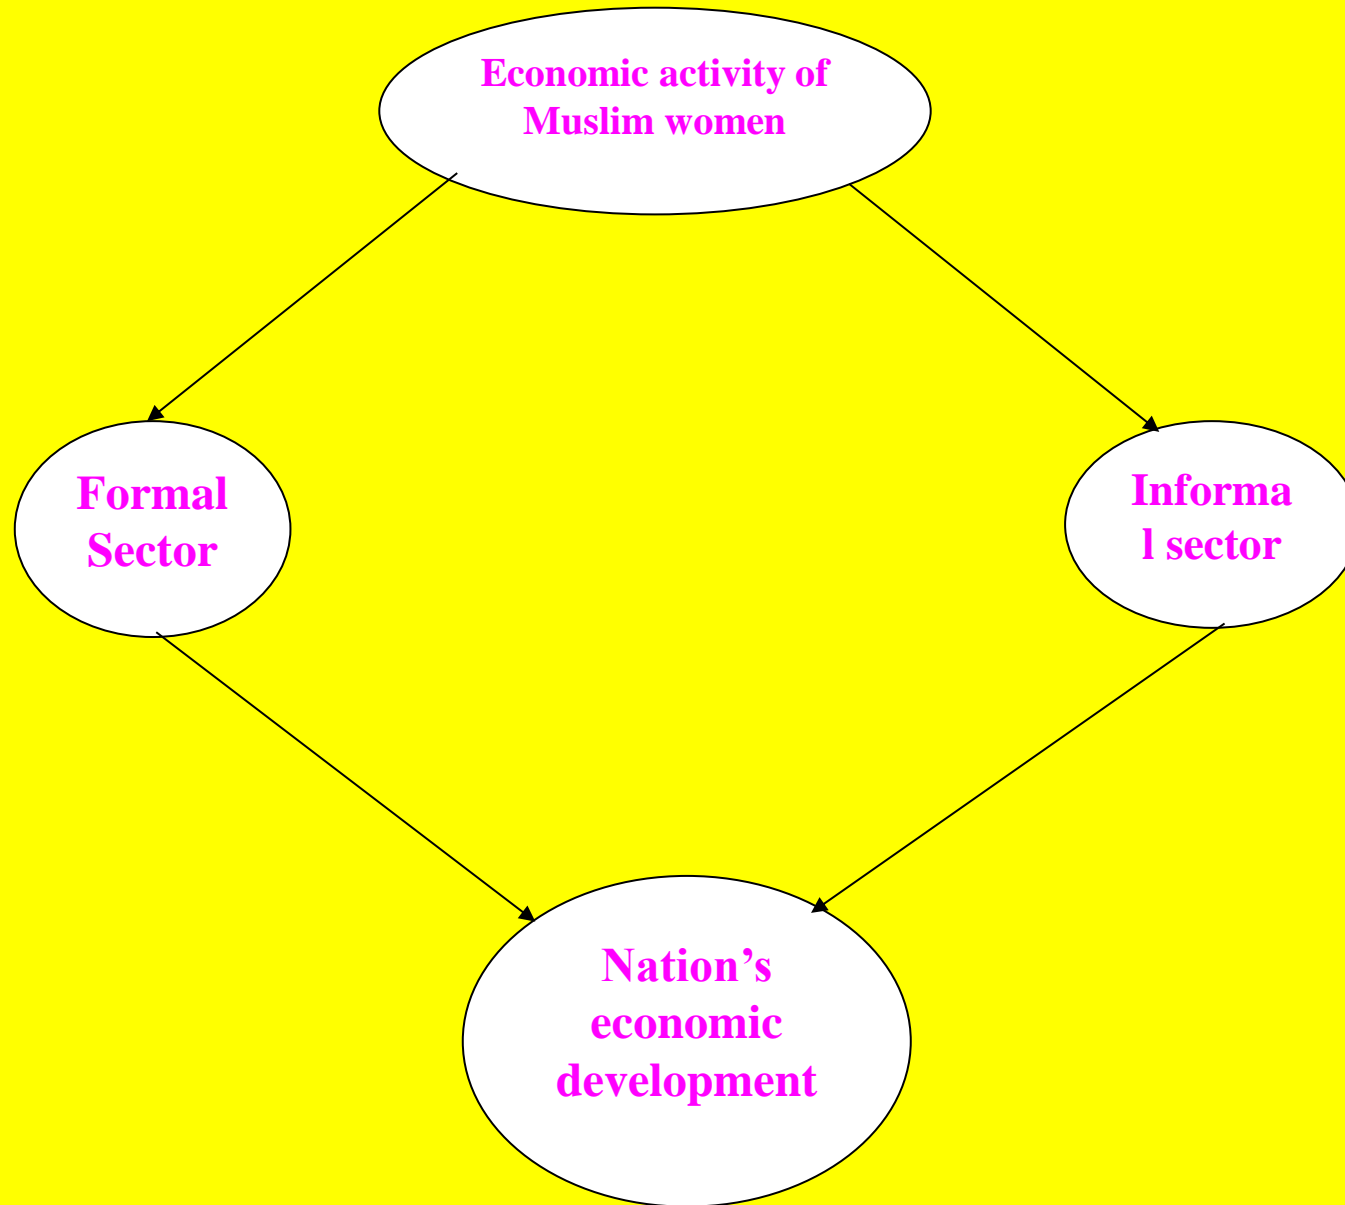 Economic activity of
Muslim women
Formal
Sector
Informa
l sector
Nation’s
economic
development